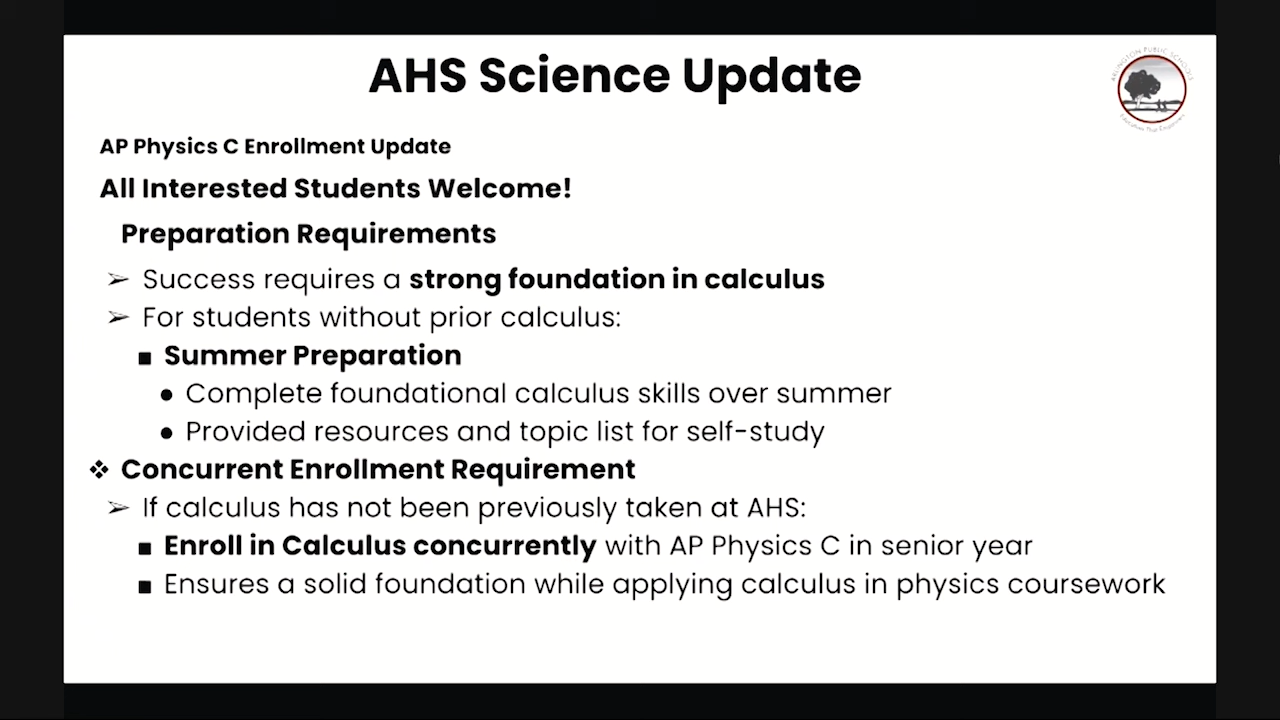 AHS Science Update
ARLINGTON PUBLIC SCHOOLS
AP Physics C Enrollment Update
All Interested Students Welcome!
Preparation Requirements
➢ Success requires a strong foundation in calculus
➢ For students without prior calculus:
■ Summer Preparation
● Complete foundational calculus skills over summer
● Provided resources and topic list for self-study
❖ Concurrent Enrollment Requirement
➢ If calculus has not been previously taken at AHS:
■ Enroll in Calculus concurrently with AP Physics C in senior year
■ Ensures a solid foundation while applying calculus in physics coursework